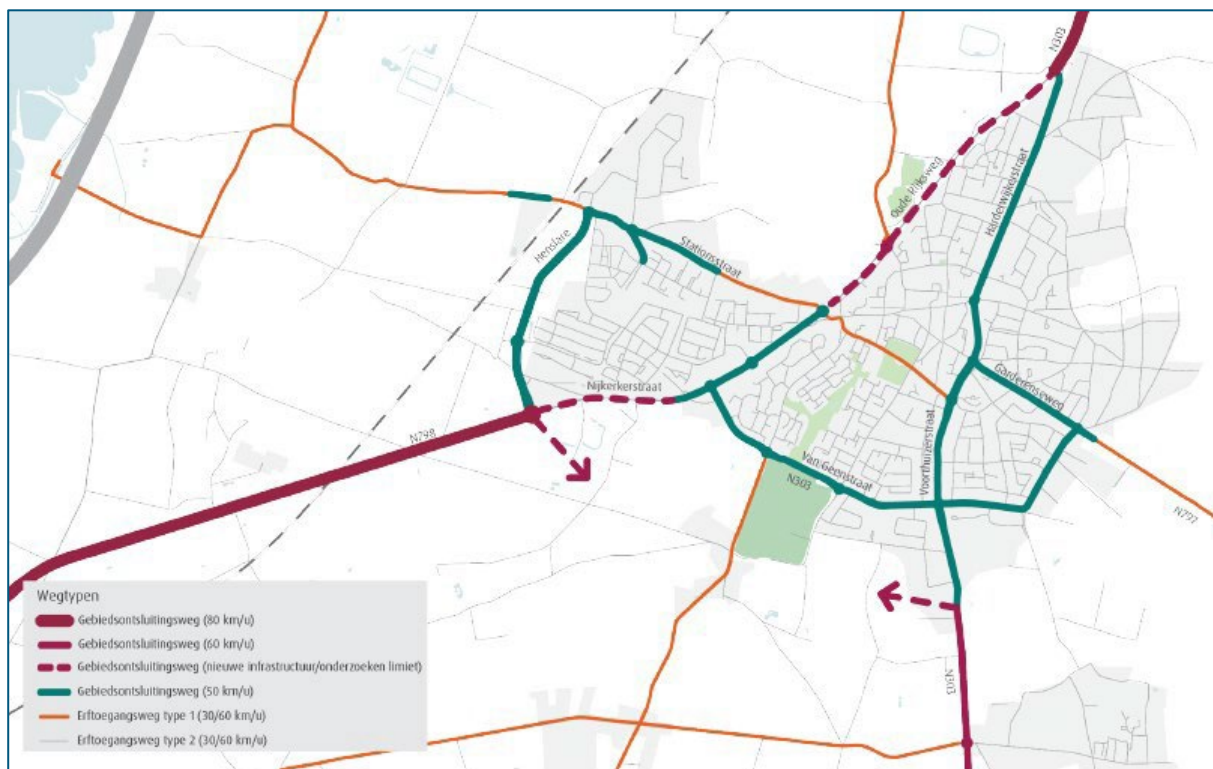 N303
Oude Rijksweg
Harderwijkerstraat
Henslare
Stationsstraat
Nijkerkerstraat
Garderenseweg
N798
Voorthuizerstraat
Van Geenstraat
N303
N797
N303
Wegtypen
Gebiedsontsluitingsweg (80 km/u)
Gebiedsontsluitingsweg (60 km/u)
Gebiedsontsluitingsweg (nieuwe infrastructuur/onderzoeken limiet)
Gebiedsontsluitingsweg (50 km/u)
Erftoegangsweg type 1 (30/60 km/u)
Erftoegangsweg type 2 (30/60 km/u)